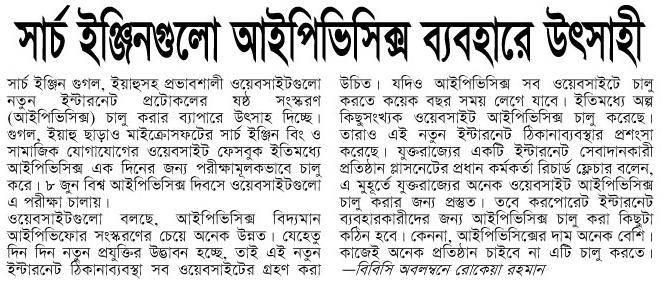 সার্চ ইঞ্জিনগুলো আইপিভিসিক্স ব্যবহারে উৎসাহী
সার্চ ইঞ্জিন গুগল, ইয়াহুসহ প্রভাবশালী ওয়েবসাইটগুলো
নতুন ইন্টারনেট প্রটোকলের ষষ্ঠ সংস্করণ
(আইপিভিসিক্স) চালু করার ব্যাপারে উৎসাহ দিচ্ছে।
গুগল, ইয়াহু ছাড়াও মাইক্রোসফটের সার্চ ইঞ্জিন বিং ও
সামাজিক যোগাযোগের ওয়েবসাইট ফেসবুক ইতিমধ্যে
আইপিভিসিক্স এক দিনের জন্য পরীক্ষামূলকভাবে চালু
করে। ৮ জুন বিশ্ব আইপিভিসিক্স দিবসে ওয়েবসাইটগুলো
এ পরীক্ষা চালায়।
ওয়েবসাইটগুলো বলছে, আইপিভিসিক্স বিদ্যমান
আইপিভিফোর সংস্করণের চেয়ে অনেক উন্নত। যেহেতু
দিন দিন নতুন প্রযুক্তির উদ্ভাবন হচ্ছে, তাই এই নতুন
ইন্টারনেট ঠিকানাব্যবস্থা সব ওয়েবসাইটের গ্রহণ করা
উচিত। যদিও আইপিভিসিক্স সব ওয়েবসাইটে চালু
করতে কয়েক বছর সময় লেগে যাবে। ইতিমধ্যে অল্প
কিছুসংখ্যক ওয়েবসাইট আইপিভিসিক্স চালু করেছে।
তারাও এই নতুন ইন্টারনেট ঠিকানাব্যবস্থার প্রশংসা
করেছে। যুক্তরাজ্যের একটি ইন্টারনেট সেবাদানকারী
প্রতিষ্ঠান প্লাসনেটের প্রধান কর্মকর্তা রিচার্ড ফ্লেচার বলেন,
এ মুহূর্তে যুক্তরাজ্যের অনেক ওয়েবসাইট আইপিভিসিক্স
চালু করার জন্য প্রস্তুত। তবে করপোরেট ইন্টারনেট
ব্যবহারকারীদের জন্য আইপিভিসিক্স চালু করা কিছুটা
কঠিন হবে। কেননা, আইপিভিসিক্সের দাম অনেক বেশি।
কাজেই অনেক প্রতিষ্ঠান চাইবে না এটি চালু করতে।
—বিবিসি অবলম্বনে রোকেয়া রহমান